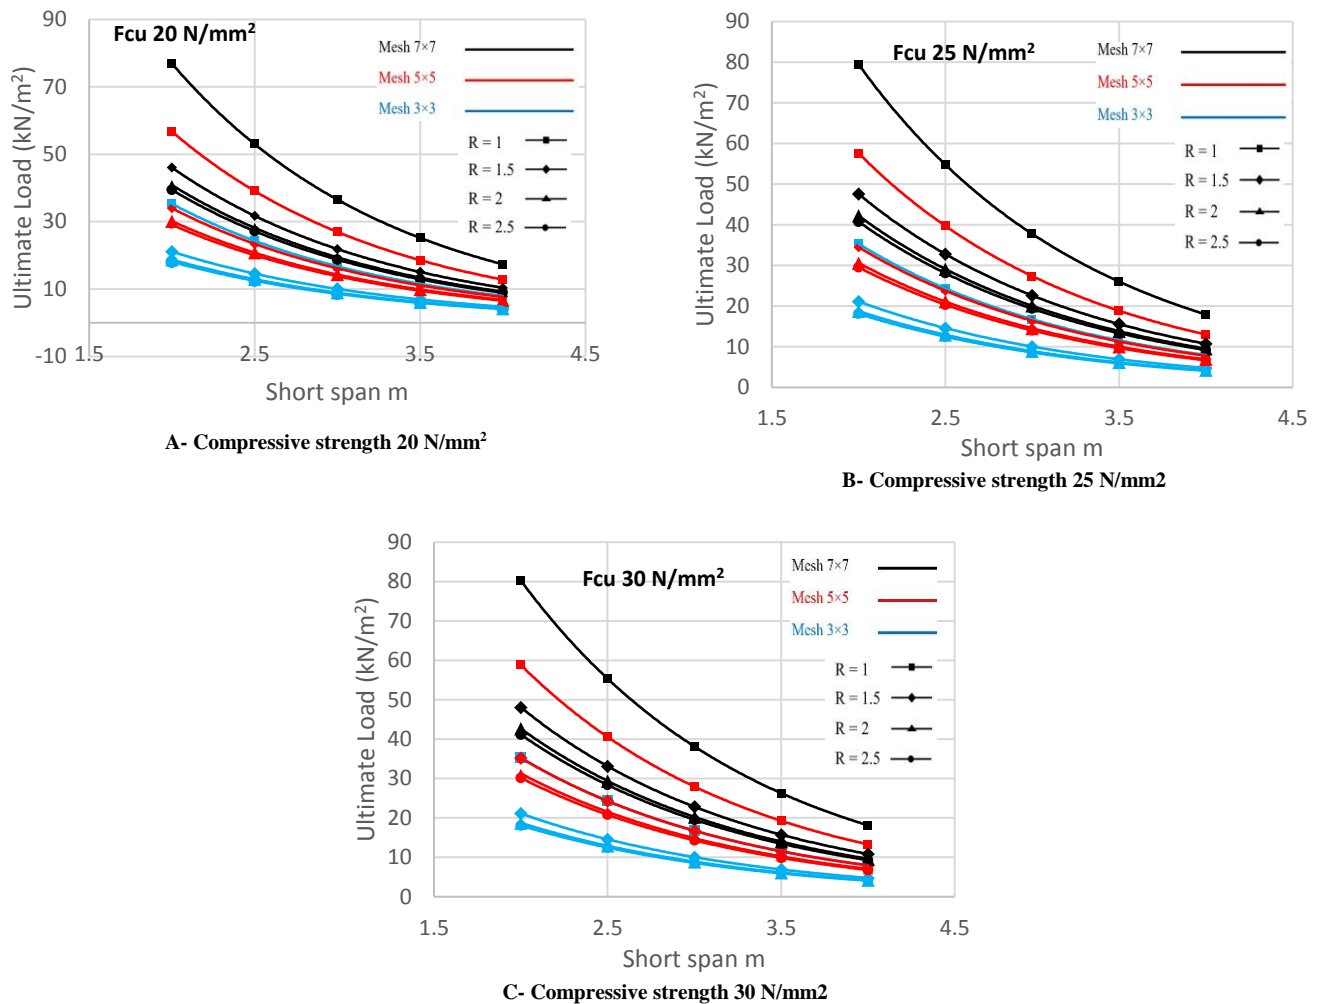 Fcu 20 N/mm²
Mesh 7×7
Mesh 5×5
Mesh 3×3
R = 1
R = 1.5
R = 2
R = 2.5
Ultimate Load (kN/m²)
90
70
50
30
10
-10
1.5
2.5
3.5
4.5
Short span m
A- Compressive strength 20 N/mm²
Fcu 25 N/mm²
Mesh 7×7
Mesh 5×5
Mesh 3×3
R = 1
R = 1.5
R = 2
R = 2.5
Ultimate Load (kN/m²)
90
80
70
60
50
40
30
20
10
0
1.5
2.5
3.5
4.5
Short span m
B- Compressive strength 25 N/mm2
Fcu 30 N/mm²
Mesh 7×7
Mesh 5×5
Mesh 3×3
R = 1
R = 1.5
R = 2
R = 2.5
Ultimate Load (kN/m²)
90
80
70
60
50
40
30
20
10
0
1.5
2.5
3.5
4.5
Short span m
C- Compressive strength 30 N/mm2